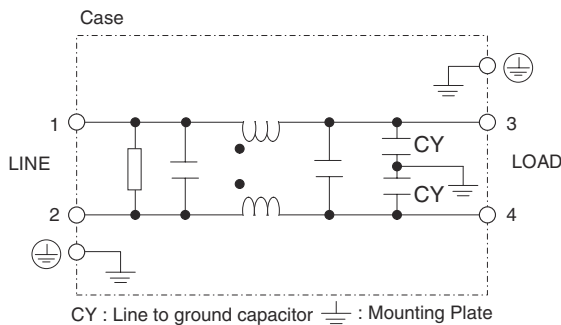 Case
1
3
CY
LINE
LOAD
CY
2
4
CY : Line to ground capacitor : Mounting Plate